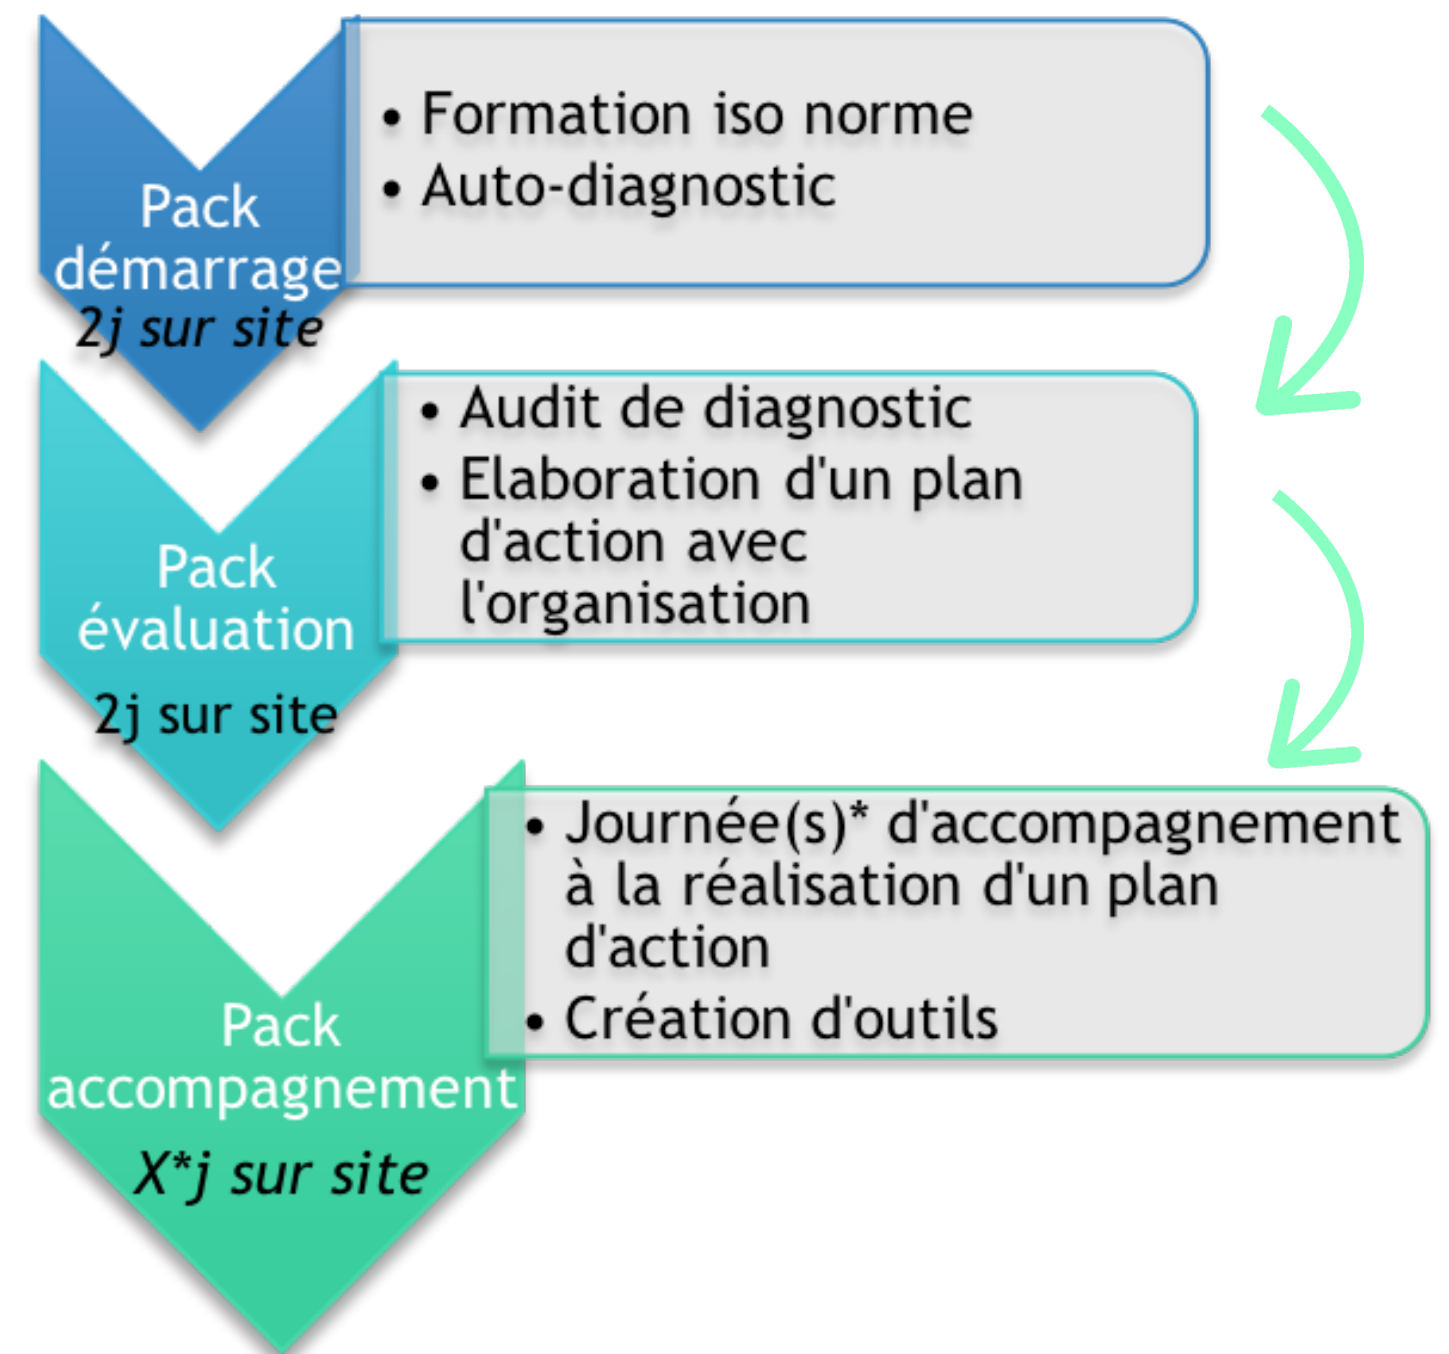 Pack
démarrage
2j sur site
• Formation iso norme
• Auto-diagnostic
Pack
évaluation
2j sur site
• Audit de diagnostic
• Elaboration d'un plan
d'action avec
l'organisation
Pack
accompagnement
X*j sur site
• Journée(s)* d'accompagnement
à la réalisation d'un plan
d'action
• Création d'outils